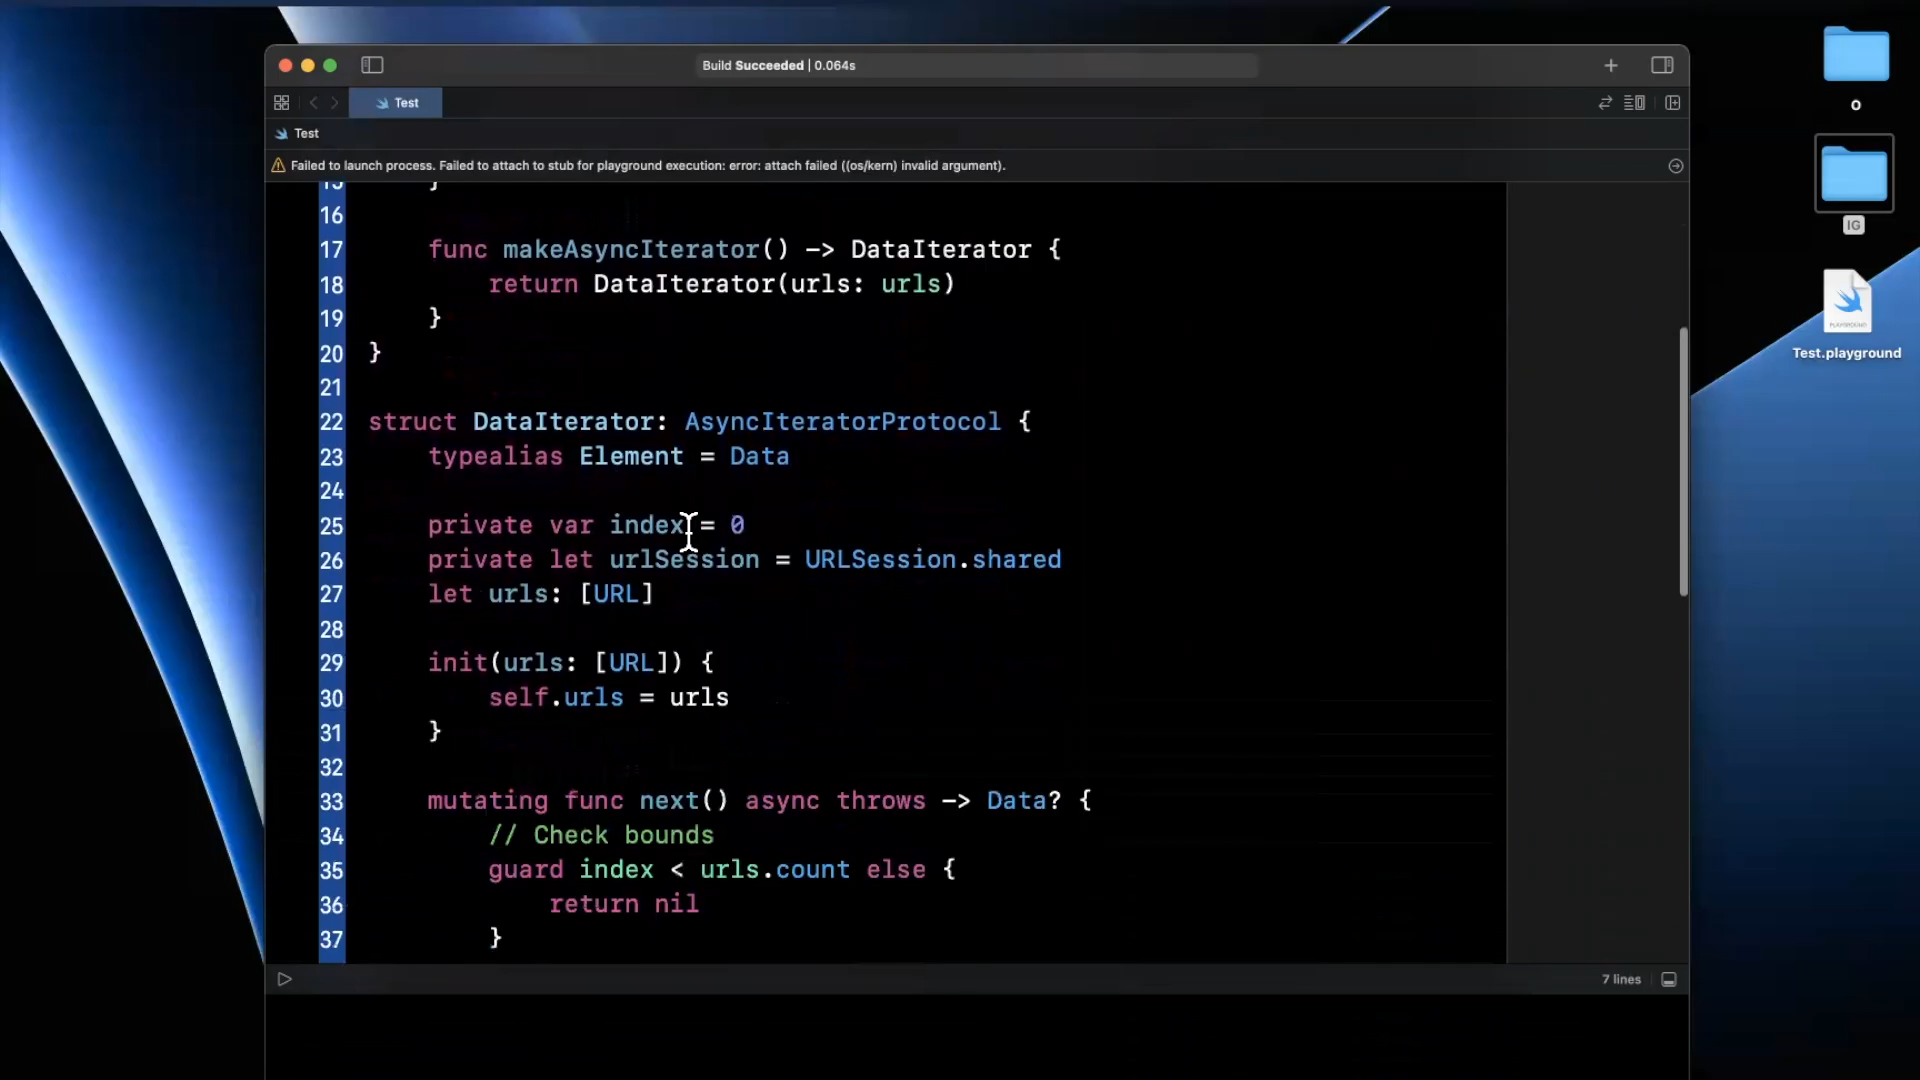 Build Succeeded | 0.064s
o
Test
Test
IG
Failed to launch process. Failed to attach to stub for playground execution: error: attach failed ((os/kern) invalid argument).
15     }
16
17     func makeAsyncIterator() -> DataIterator {
18         return DataIterator(urls: urls)
19     }
20 }
21
22 struct DataIterator: AsyncIteratorProtocol {
23     typealias Element = Data
24
25     private var index = 0
26     private let urlSession = URLSession.shared
27     let urls: [URL]
28
29     init(urls: [URL]) {
30         self.urls = urls
31     }
32
33     mutating func next() async throws -> Data? {
34         // Check bounds
35         guard index < urls.count else {
36             return nil
37         }
PLAYGROUND
Test.playground
7 lines